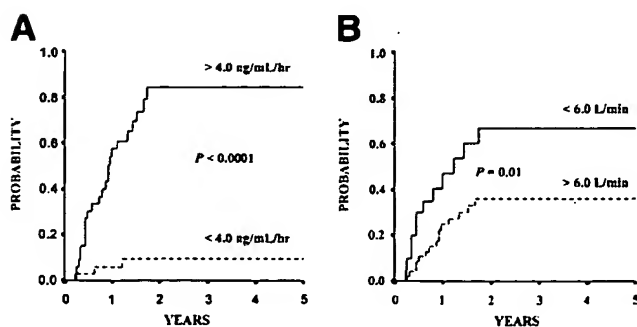 A
1.0
0.8
0.6
0.4
0.2
0.0
PROBABILITY
> 4.0 ng/mL/hr
P < 0.0001
< 4.0 ng/mL/hr
0 1 2 3 4 5
YEARS
B
1.0
0.8
0.6
0.4
0.2
0.0
PROBABILITY
< 6.0 L/min
P = 0.01
> 6.0 L/min
0 1 2 3 4 5
YEARS